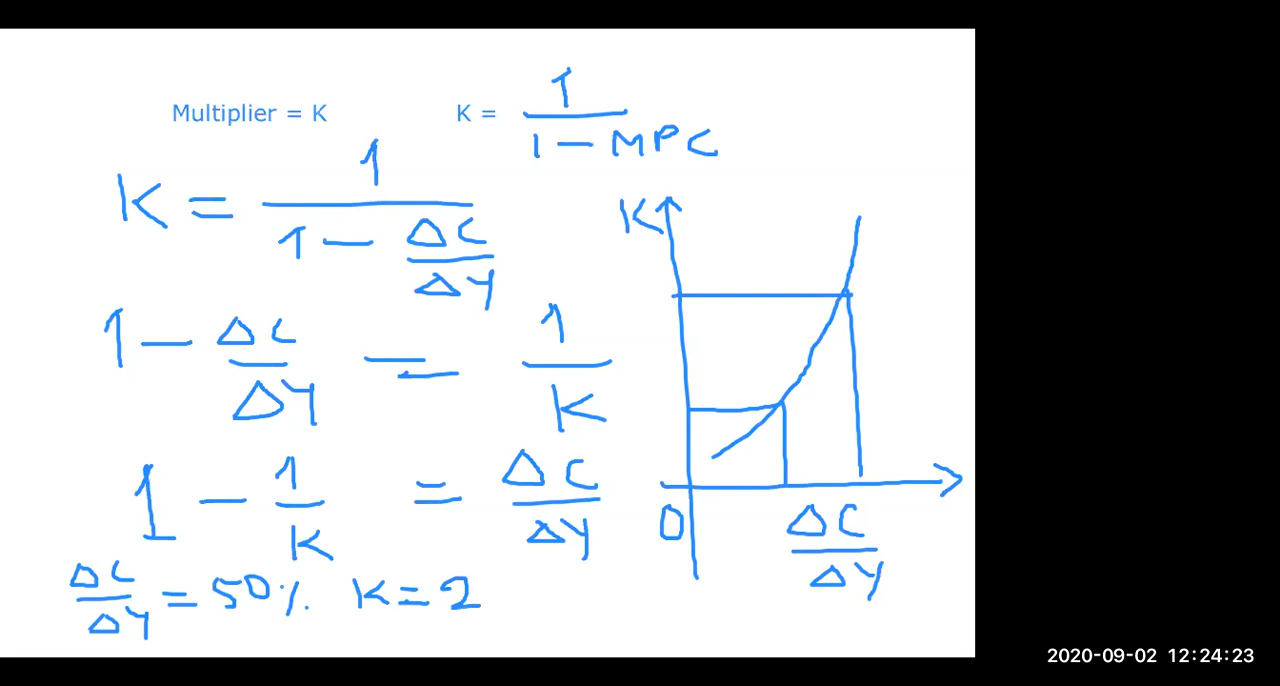 Multiplier = K
K = 1 / 1 - MPC
K = 1 / 1 - ΔC/ΔY
1 - ΔC/ΔY = 1/K
1 - 1/K = ΔC/ΔY
ΔC/ΔY = 50% K = 2
K
0
ΔC/ΔY
2020-09-02 12:24:23